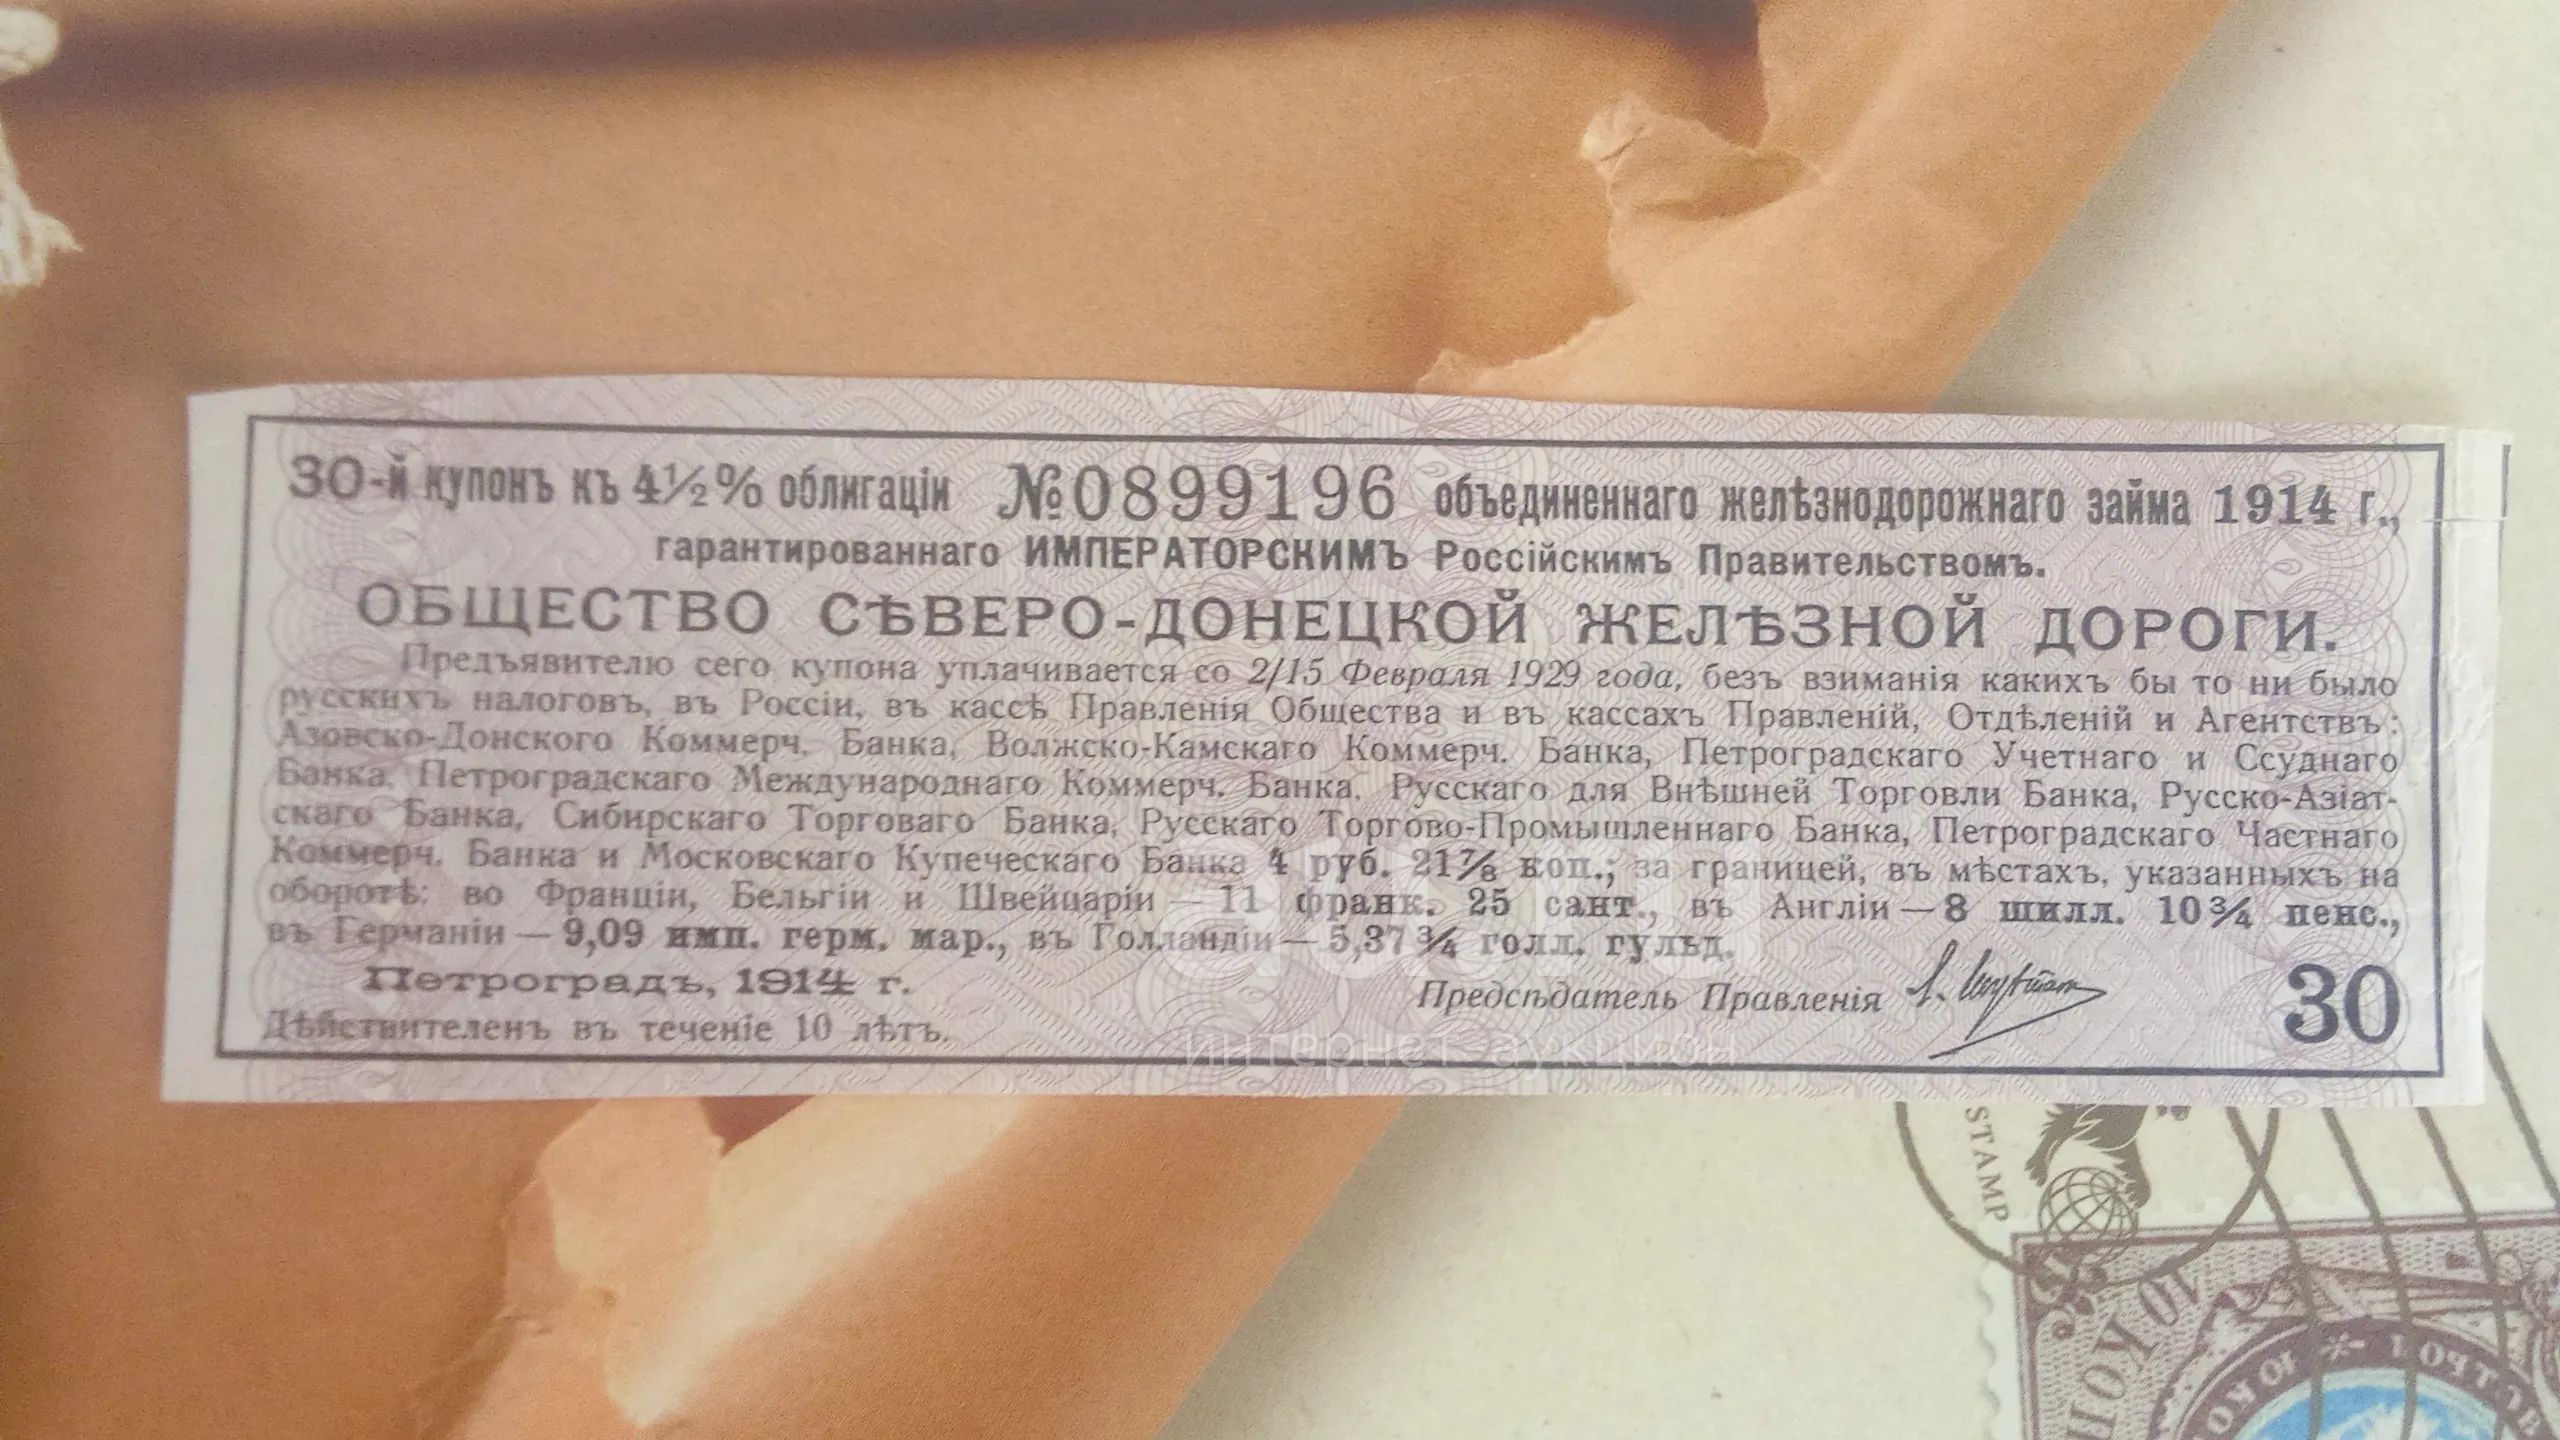 30-й купонъ къ 4½% облигаціи №0899196 объединеннаго желѣзнодорожнаго займа 1914 г.,
гарантированнаго ИМПЕРАТОРСКИМЪ Россійскимъ Правительствомъ.
ОБЩЕСТВО СѢВЕРО-ДОНЕЦКОЙ ЖЕЛѢЗНОЙ ДОРОГИ.
Предъявителю сего купона уплачивается со 2/15 Февраля 1929 года, безъ взиманія какихъ бы то ни было
русскихъ налоговъ, въ Россіи, въ кассѣ Правленія Общества и въ кассахъ Правленій, Отдѣленій и Агентствъ:
Азовско-Донского Коммерч. Банка, Волжско-Камскаго Коммерч. Банка, Петроградскаго Учетнаго и Ссуднаго
Банка, Петроградскаго Международнаго Коммерч. Банка, Русскаго для Внѣшней Торговли Банка, Русско-Азіат-
скаго Банка, Сибирскаго Торговаго Банка, Русскаго Торгово-Промышленнаго Банка, Петроградскаго Частнаго
Коммерч. Банка и Московскаго Купеческаго Банка 4 руб. 21⅞ коп.; за границей, въ мѣстахъ, указанныхъ на
оборотѣ: во Франціи, Бельгіи и Швейцаріи — 11 франк. 25 сант., въ Англіи — 8 шилл. 10¾ пенс.,
въ Германіи — 9,09 имп. герм. мар., въ Голландіи — 5,37¾ голл. гульд.
Петроградъ, 1914 г.
Предсѣдатель Правленія
30
Дѣйствителенъ въ теченіе 10 лѣтъ.
интернет-аукцион
STAMP
10 КОП